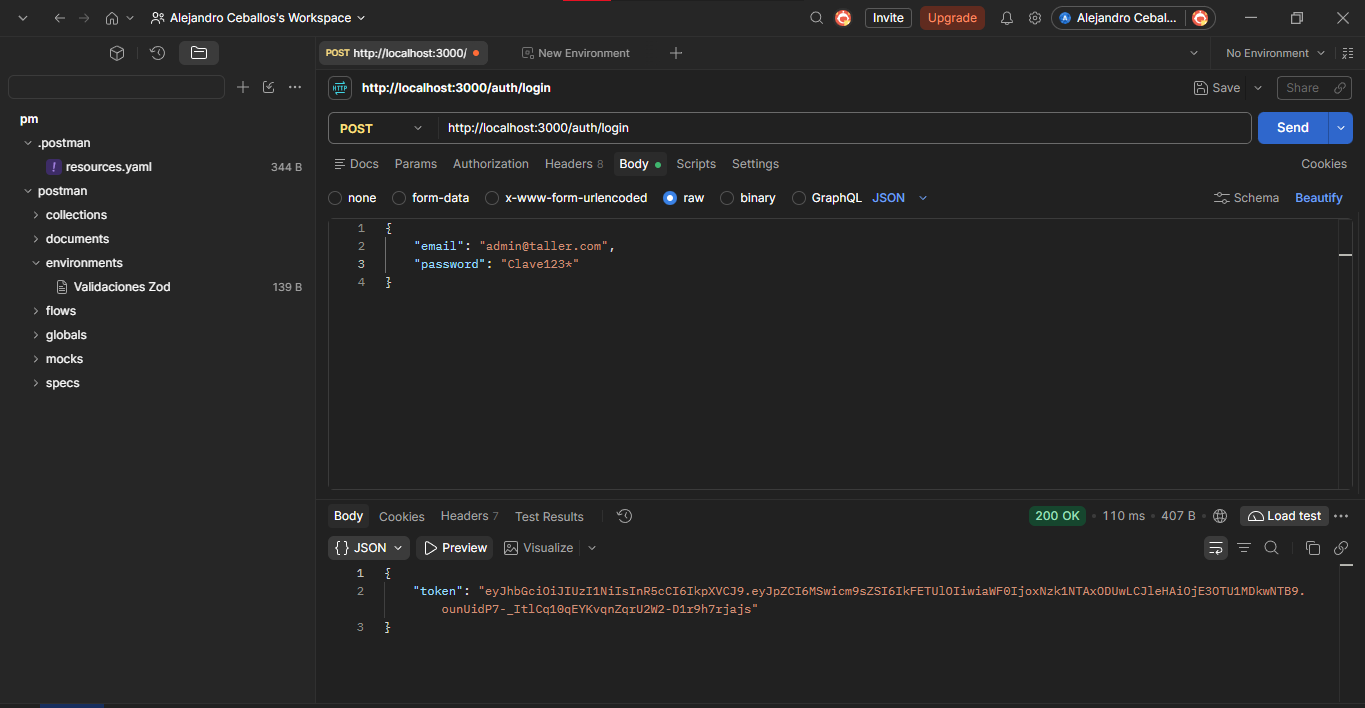 Alejandro Ceballos's Workspace
Invite
Upgrade
Alejandro Cebal...
POST http://localhost:3000/
New Environment
No Environment
HTTP
http://localhost:3000/auth/login
Save
Share
pm
.postman
! resources.yaml 344 B
postman
collections
documents
environments
Validaciones Zod 139 B
flows
globals
mocks
specs
POST
http://localhost:3000/auth/login
Send
Docs Params Authorization Headers 8 Body Scripts Settings
Cookies
none form-data x-www-form-urlencoded raw binary GraphQL JSON
Schema Beautify
1 {
2 "email": "admin@taller.com",
3 "password": "Clave123*"
4 }
Body Cookies Headers 7 Test Results
200 OK • 110 ms • 407 B
Load test
{} JSON Preview Visualize
1 {
2 "token": "eyJhbGciOiJIUzI1NiIsInR5cCI6IkpXVCJ9.eyJpZCI6MSwicm9sZSI6IkFETUlOIiwiaWF0IjoxNzk1NTAxODUwLCJleHAiOjE3OTU1MDkwNTB9.
ounUidP7-_ItlCq10qEYKvqnZqrU2W2-D1r9h7rjajs"
3 }